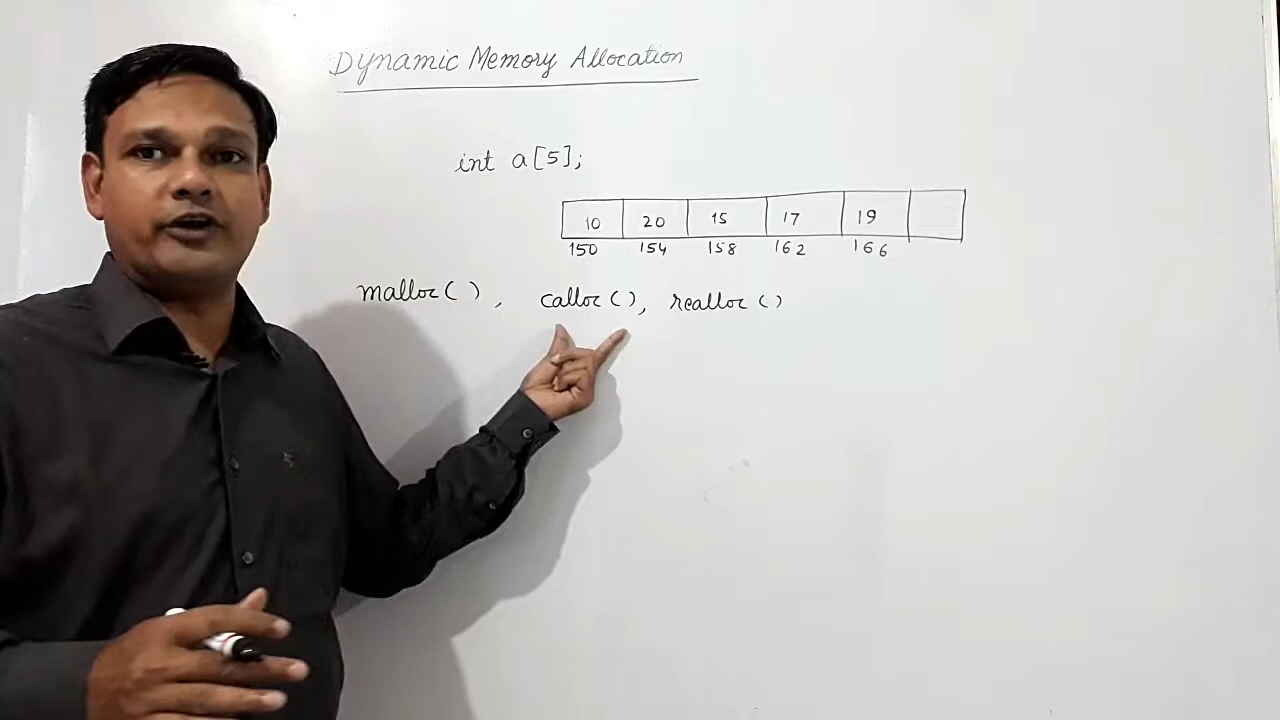 Dynamic Memory Allocation
int a[5];
10 20 15 17 19
150 154 158 162 166
malloc( ), calloc( ), realloc( )